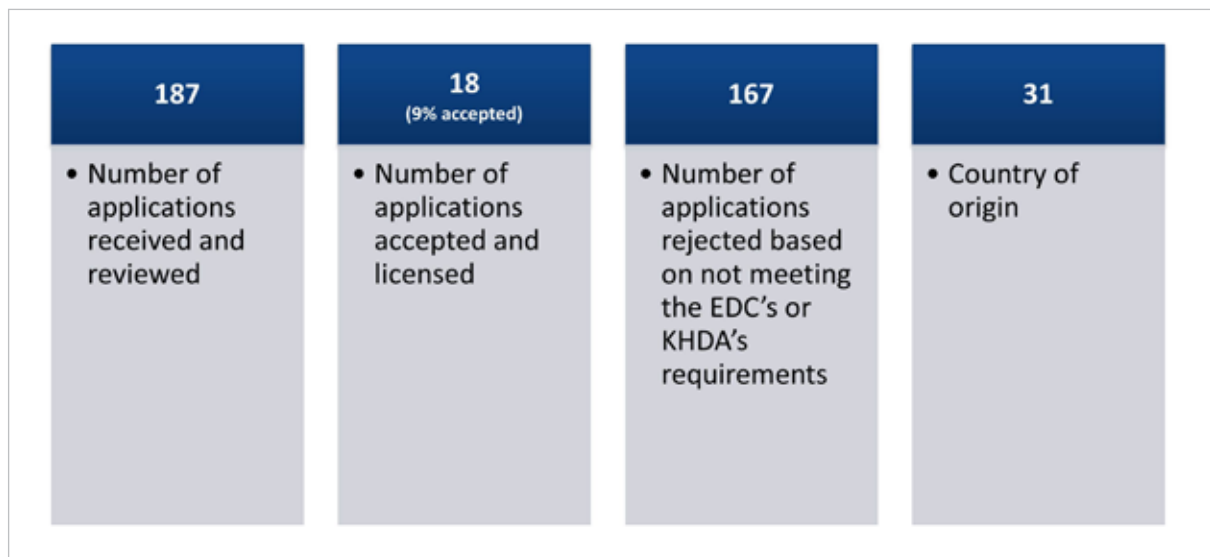 187
• Number of
applications
received and
reviewed
18
(9% accepted)
• Number of
applications
accepted and
licensed
167
• Number of
applications
rejected based
on not meeting
the EDC’s or
KHDA’s
requirements
31
• Country of
origin